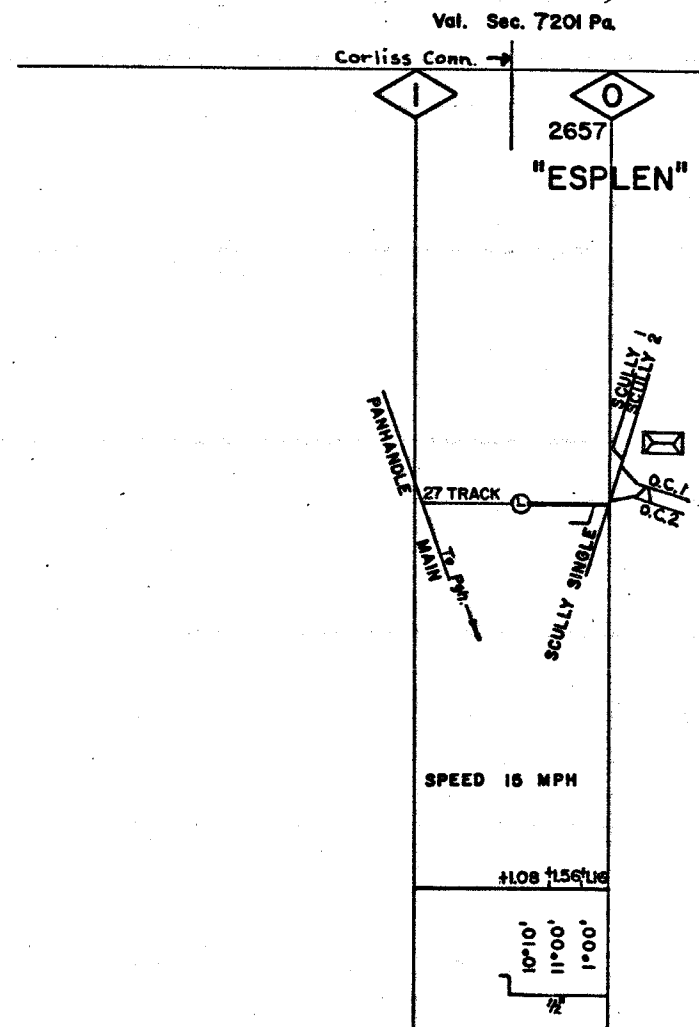 Val. Sec. 7201 Pa.
Corliss Conn. →
1
0
2657
"ESPLEN"
SCULLY 1
SCULLY 2
PANHANDLE
MAIN
27 TRACK
L
O.C. 1
O.C. 2
To Pgh. →
SCULLY SINGLE
SPEED 15 MPH
+1.08 +1.56 +1.16
10°10'
11°00'
1°00'
1/2"